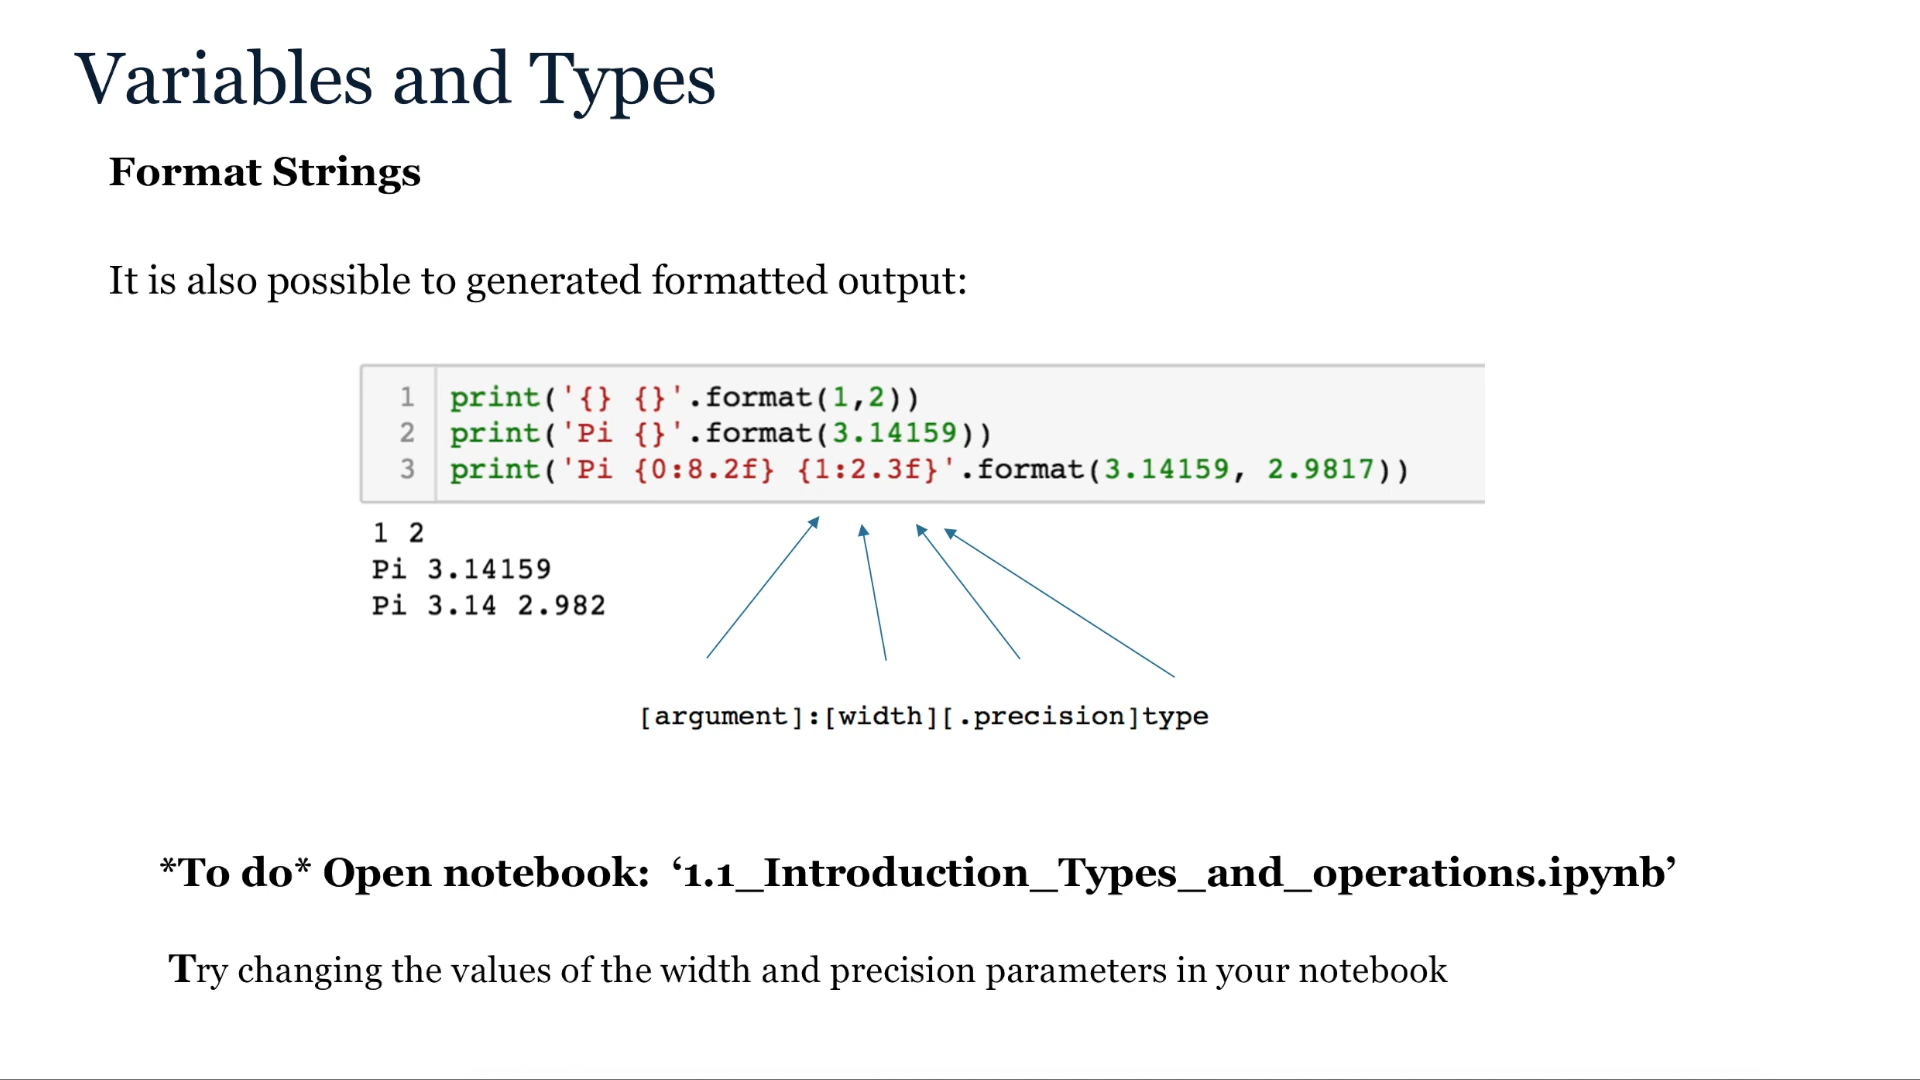 Variables and Types
Format Strings
It is also possible to generated formatted output:
1 print('{} {}'.format(1,2))
2 print('Pi {}'.format(3.14159))
3 print('Pi {0:8.2f} {1:2.3f}'.format(3.14159, 2.9817))
1 2
Pi 3.14159
Pi 3.14 2.982
[argument]:[width][.precision]type
*To do* Open notebook: ‘1.1_Introduction_Types_and_operations.ipynb’
Try changing the values of the width and precision parameters in your notebook